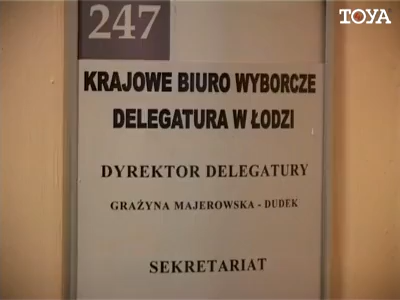 247
TOYA
KRAJOWE BIURO WYBORCZE
DELEGATURA W ŁODZI
DYREKTOR DELEGATURY
GRAŻYNA MAJEROWSKA - DUDEK
SEKRETARIAT